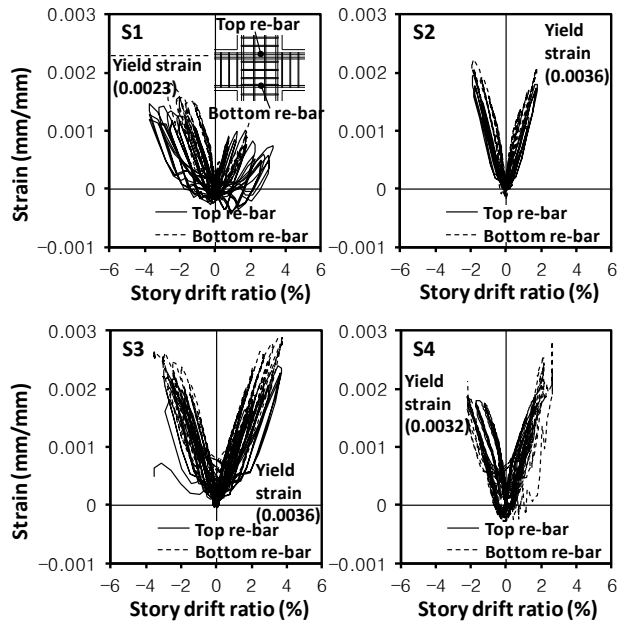 0.003
S1
Top re-bar
0.002
Yield strain
(0.0023)
0.001
Bottom re-bar
0
Top re-bar
Bottom re-bar
−0.001
−6 −4 −2 0 2 4 6
Story drift ratio (%)
Strain (mm/mm)
0.003
S2
Yield
strain
(0.0036)
0.002
0.001
0
Top re-bar
Bottom re-bar
−0.001
−6 −4 −2 0 2 4 6
Story drift ratio (%)
0.003
S3
0.002
0.001
Yield
strain
(0.0036)
0
Top re-bar
Bottom re-bar
−0.001
−6 −4 −2 0 2 4 6
Story drift ratio (%)
Strain (mm/mm)
0.003
S4
Yield
strain
(0.0032)
0.002
0.001
0
Top re-bar
Bottom re-bar
−0.001
−6 −4 −2 0 2 4 6
Story drift ratio (%)